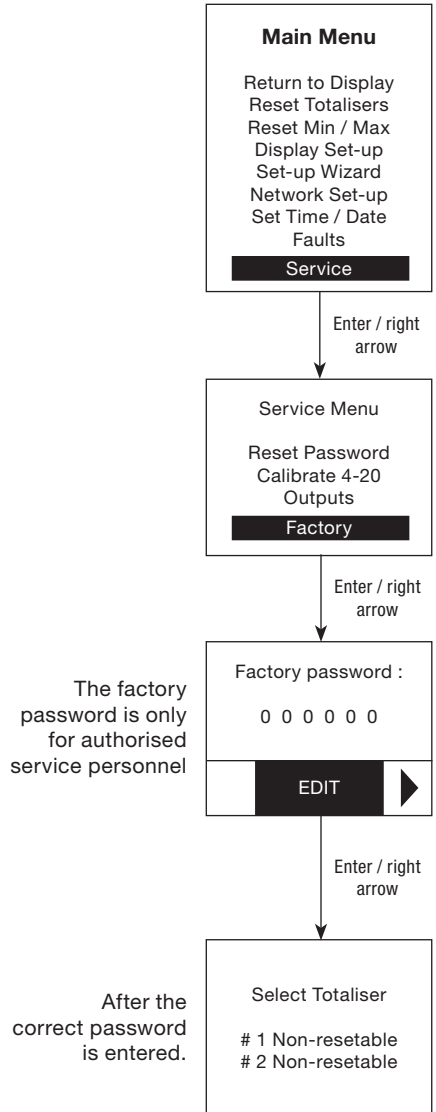 Main Menu
Return to Display
Reset Totalisers
Reset Min / Max
Display Set-up
Set-up Wizard
Network Set-up
Set Time / Date
Faults
Service
Enter / right
arrow
Service Menu
Reset Password
Calibrate 4-20
Outputs
Factory
Enter / right
arrow
The factory
password is only
for authorised
service personnel
Factory password :
0 0 0 0 0 0
EDIT
Enter / right
arrow
After the
correct password
is entered.
Select Totaliser
# 1 Non-resetable
# 2 Non-resetable